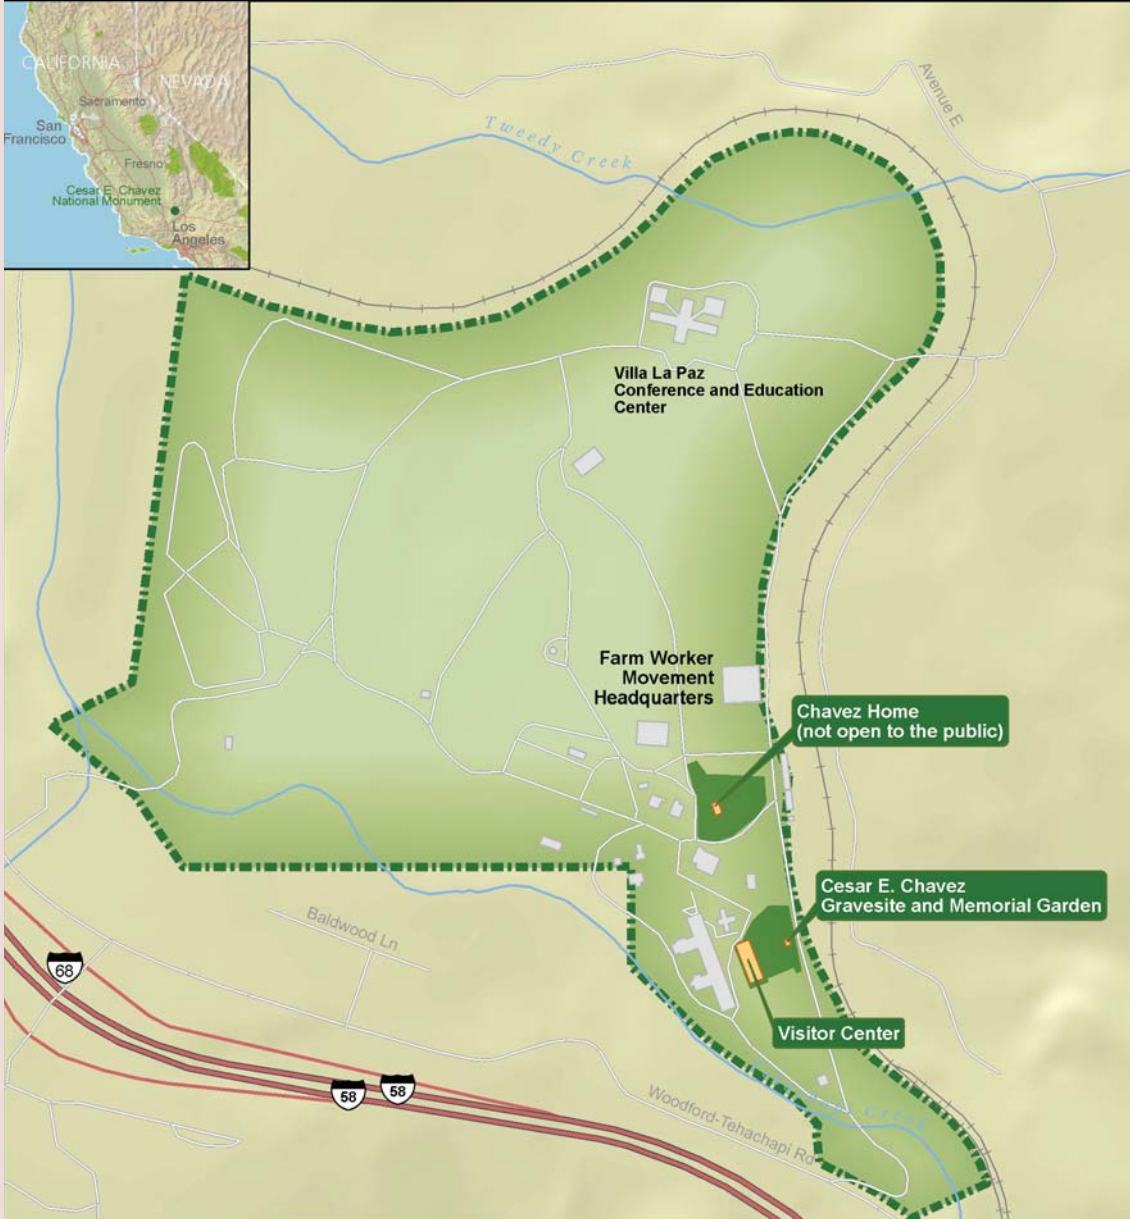 CALIFORNIA
NEVADA
Sacramento
San
Francisco
Fresno
Cesar E. Chavez
National Monument
Los
Angeles
Avenue E
Tweedy Creek
Villa La Paz
Conference and Education
Center
Farm Worker
Movement
Headquarters
Chavez Home
(not open to the public)
Cesar E. Chavez
Gravesite and Memorial Garden
Baldwood Ln
68
Visitor Center
58
58
Woodford-Tehachapi Rd
Creek